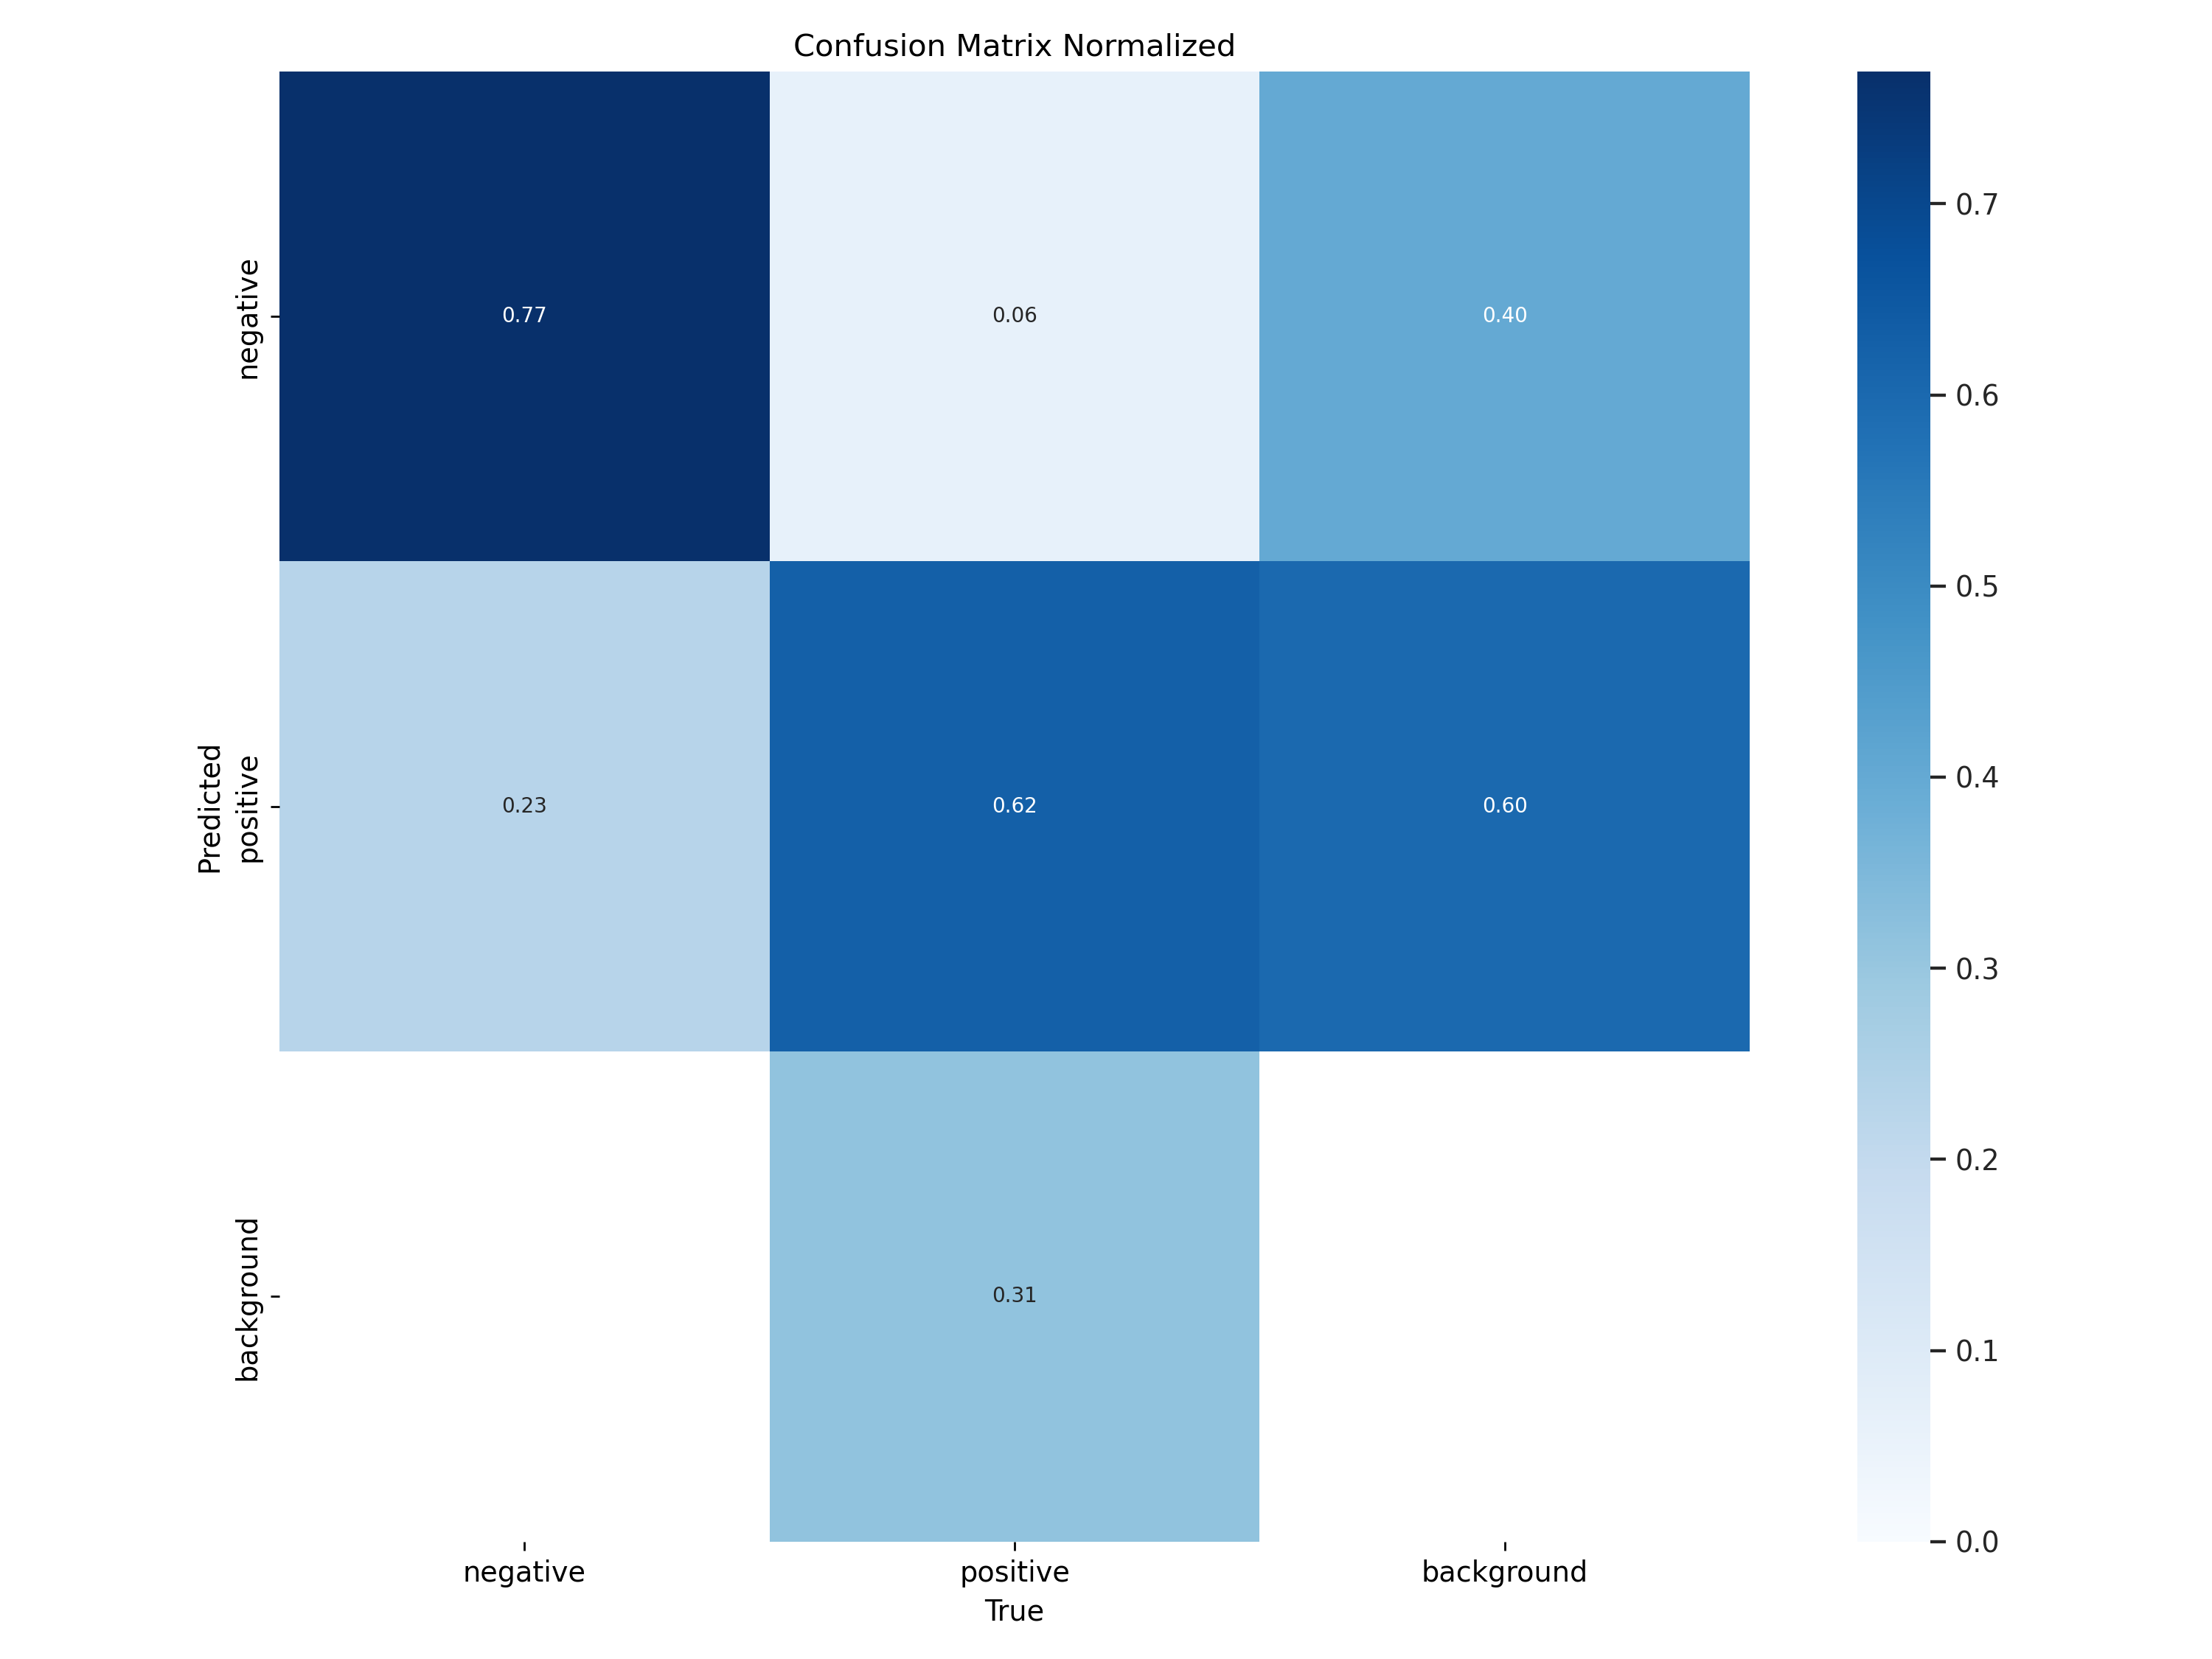 Confusion Matrix Normalized
negative
0.77
0.06
0.40
Predicted
positive
0.23
0.62
0.60
background
0.31
negative
positive
background
True
0.7
0.6
0.5
0.4
0.3
0.2
0.1
0.0